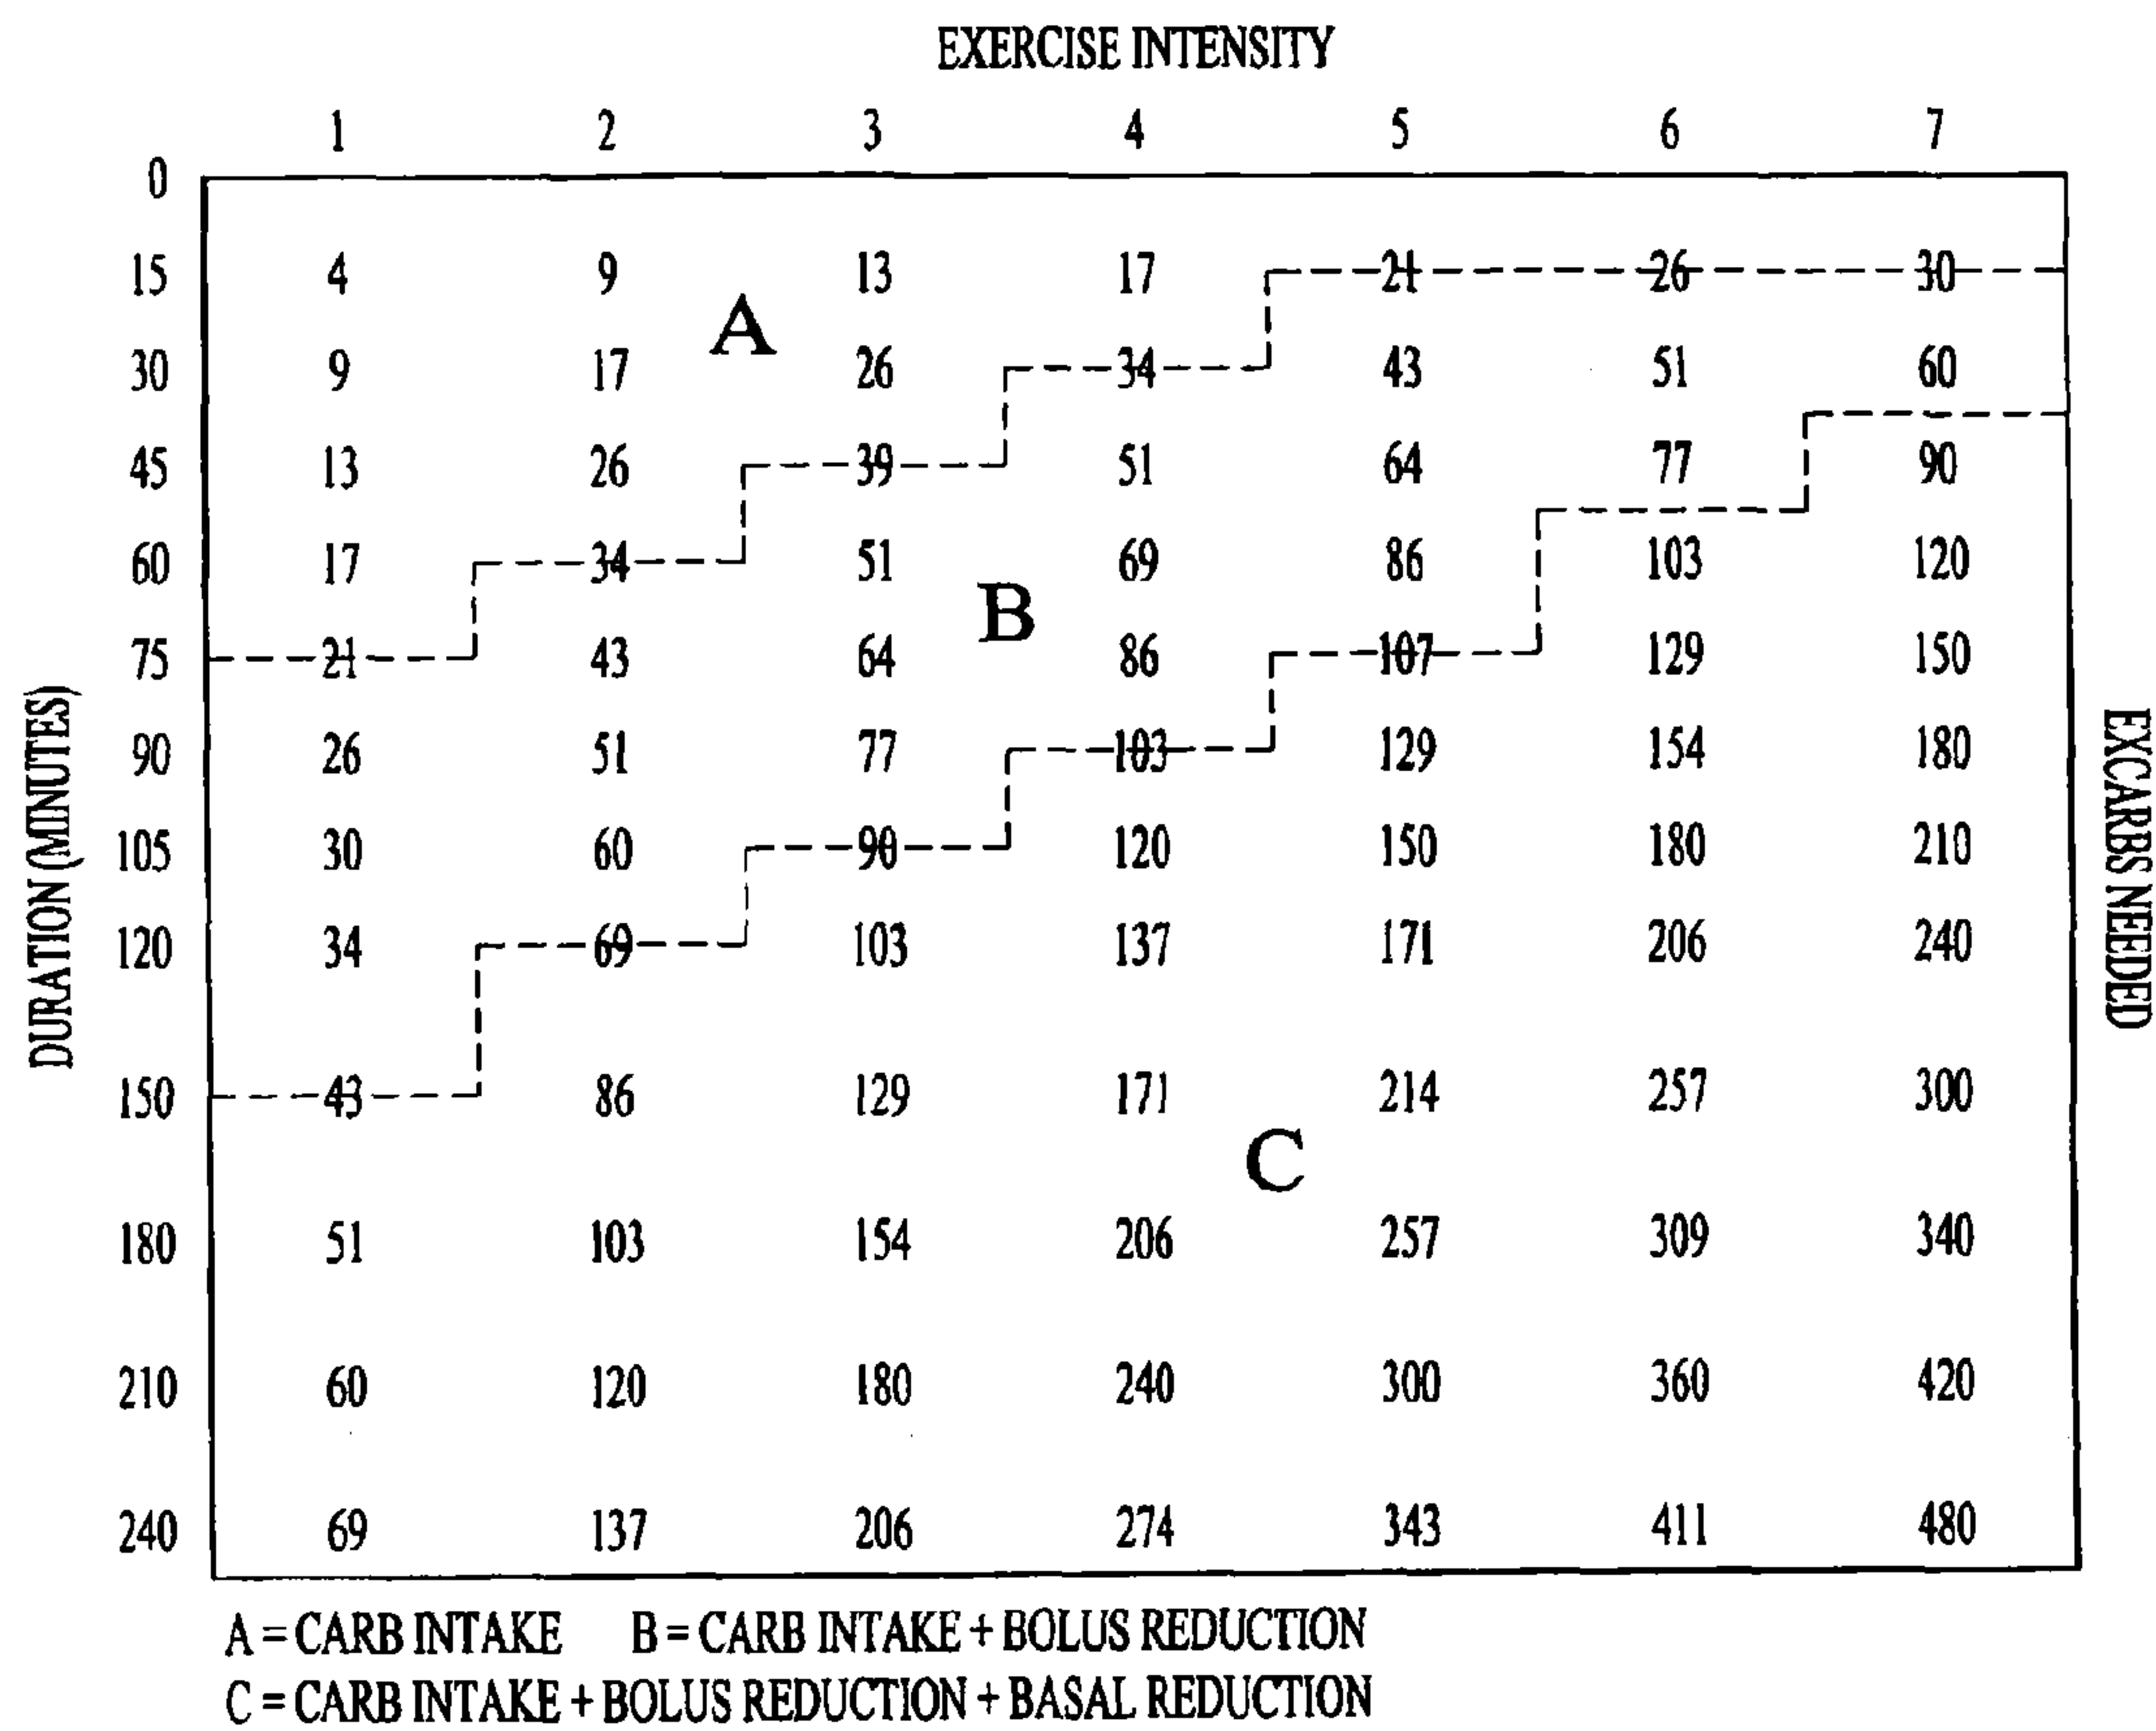 EXERCISE INTENSITY
1 2 3 4 5 6 7
0
15 4 9 13 17 21 26 30
A
30 9 17 26 34 43 51 60
45 13 26 39 51 64 77 90
60 17 34 51 69 86 103 120
B
75 21 43 64 86 107 129 150
90 26 51 77 103 129 154 180
105 30 60 90 120 150 180 210
120 34 69 103 137 171 206 240
150 43 86 129 171 214 257 300
C
180 51 103 154 206 257 309 340
210 60 120 180 240 300 360 420
240 69 137 206 274 343 411 480
DURATION (MINUTES)
EXCARBS NEEDED
A = CARB INTAKE B = CARB INTAKE + BOLUS REDUCTION
C = CARB INTAKE + BOLUS REDUCTION + BASAL REDUCTION